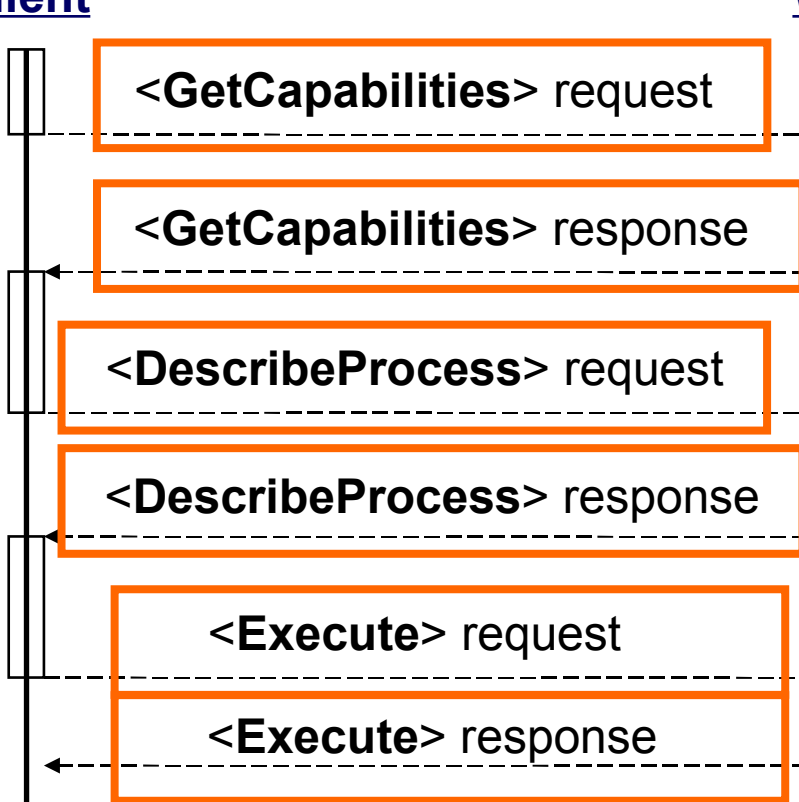 <GetCapabilities> request
<GetCapabilities> response
<DescribeProcess> request
<DescribeProcess> response
<Execute> request
<Execute> response